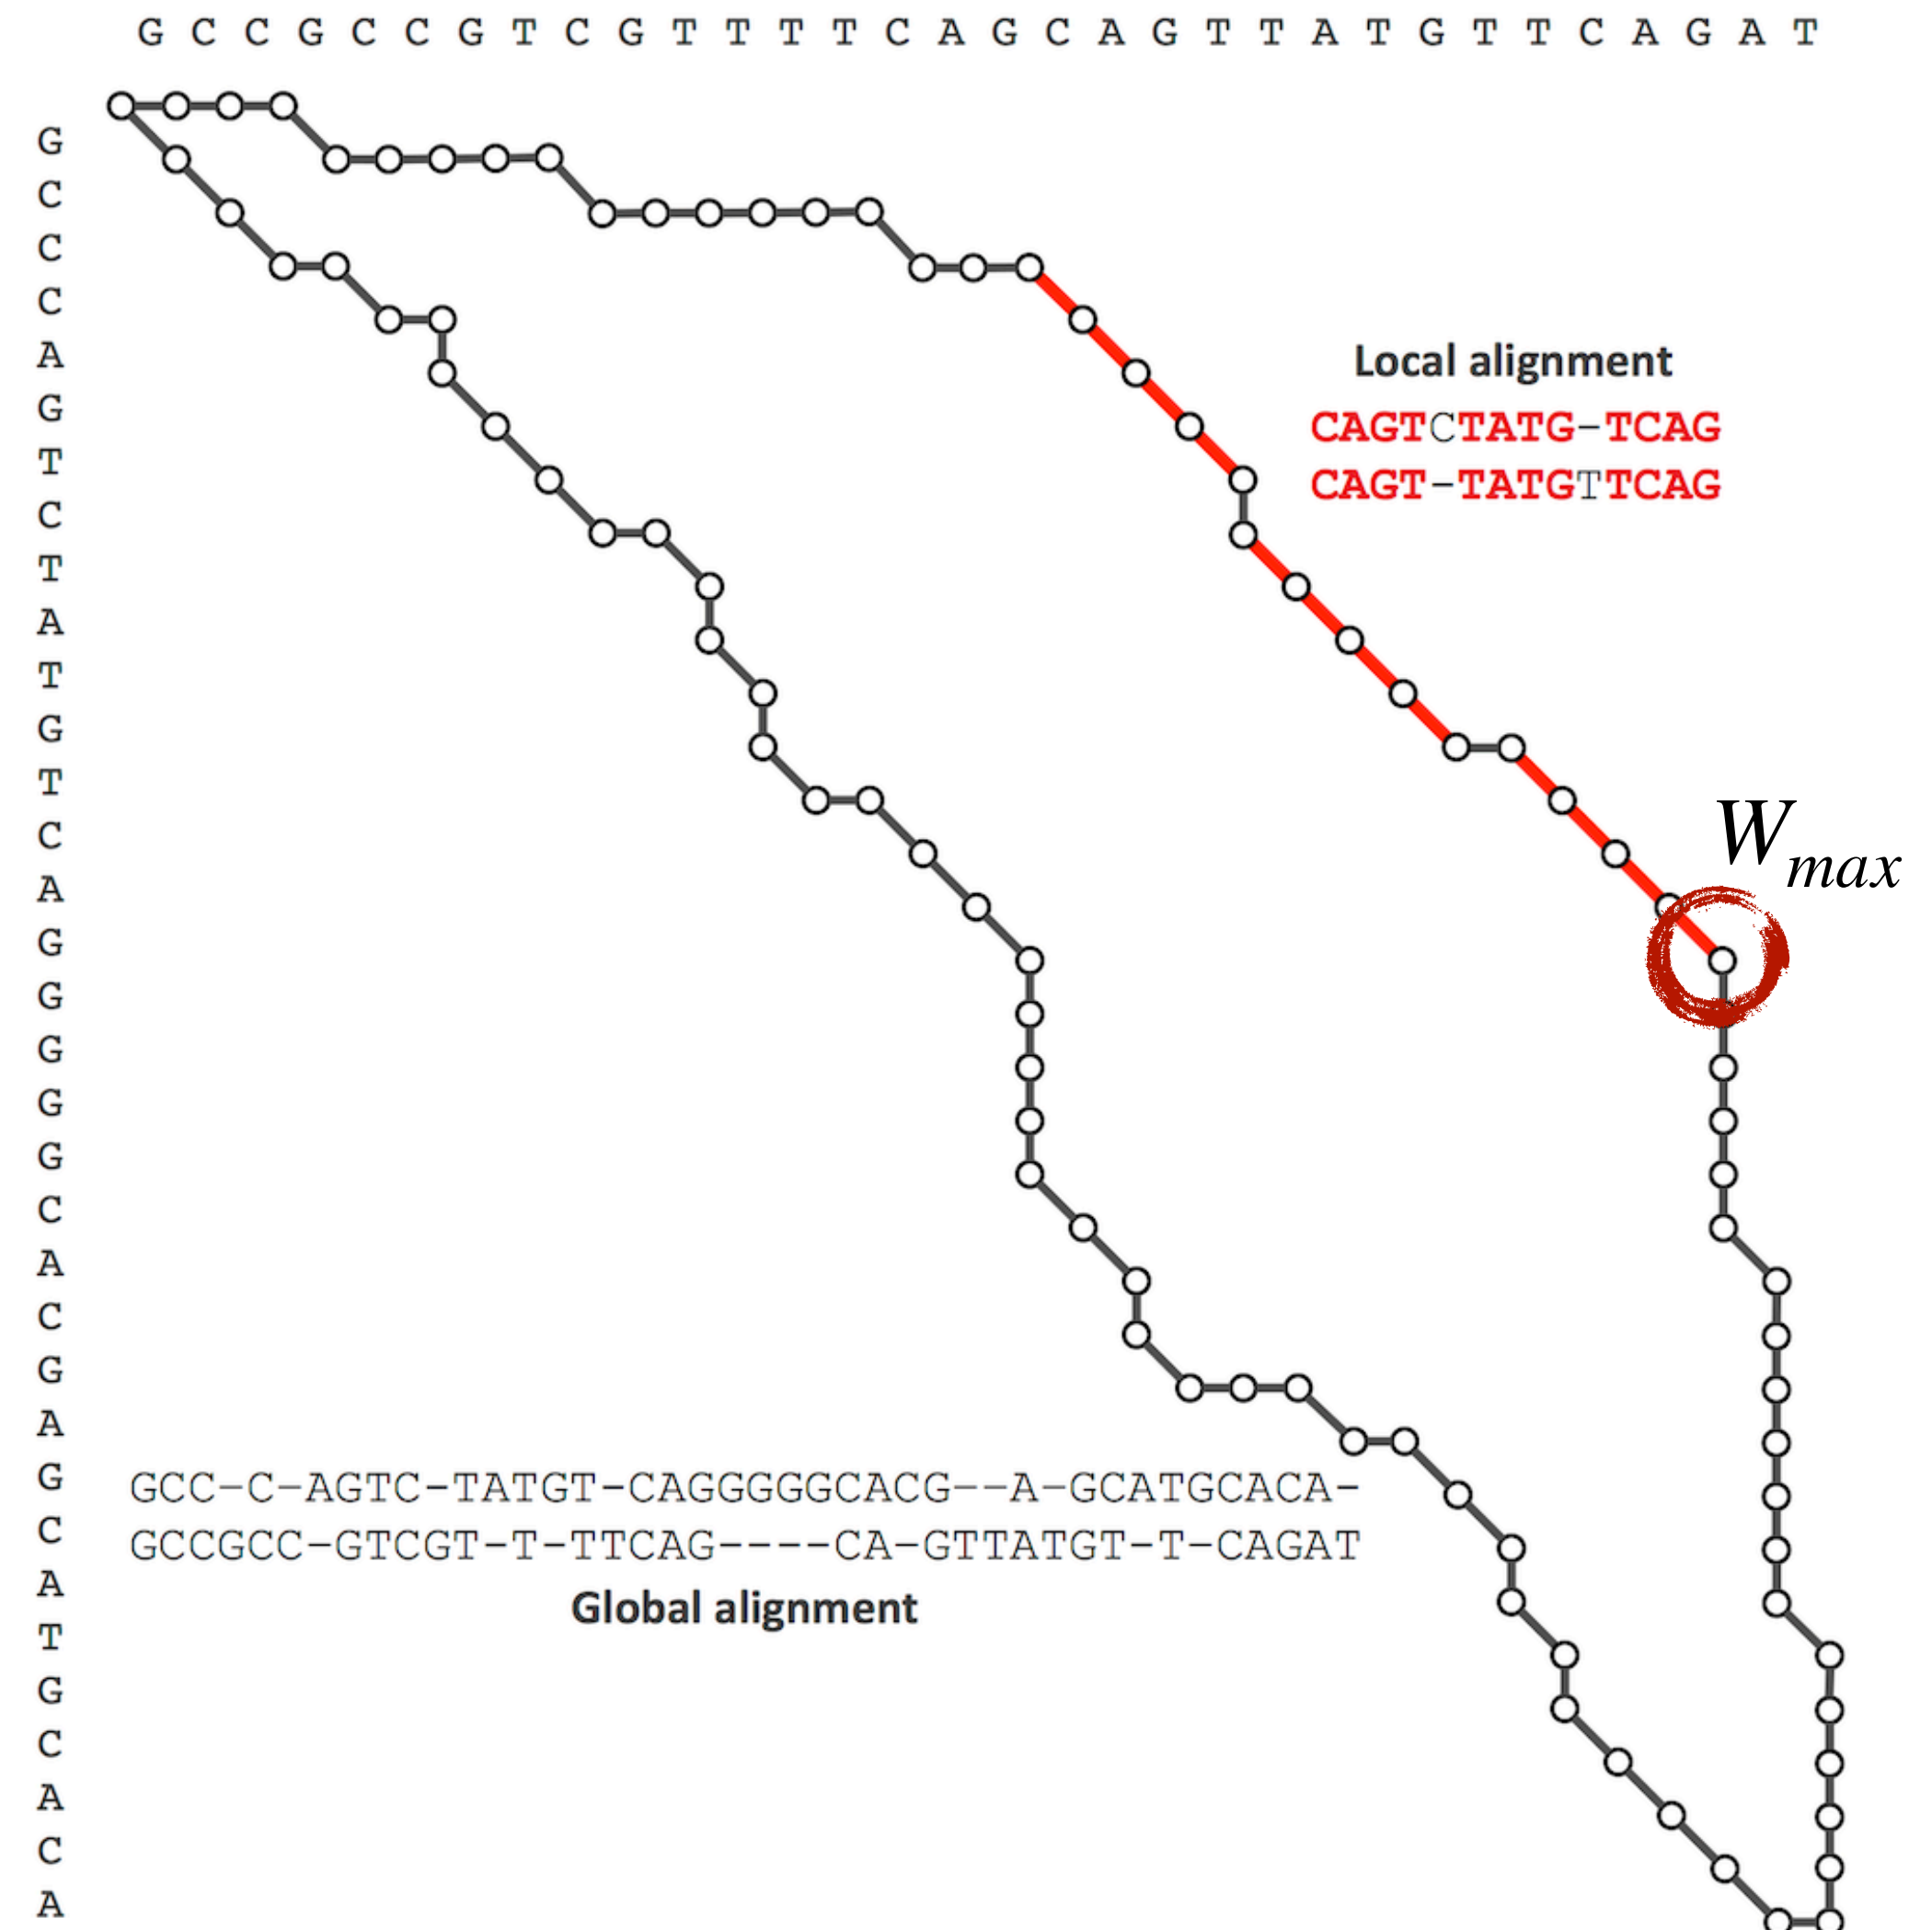 G C C G C C G T C G T T T T C A G C A G T T A T G T T C A G A T
G
C
C
C
A
G
T
C
T
A
T
G
T
C
A
G
G
G
G
G
C
A
C
G
A
G
C
A
T
G
C
A
C
A
Local alignment
CAGTCTATG-TCAG
CAGT-TATGTTCAG
Wmax
GCC-C-AGTC-TATGT-CAGGGGGCACG--A-GCATGCACA-
GCCGCC-GTCGT-T-TTCAG----CA-GTTATGT-T-CAGAT
Global alignment